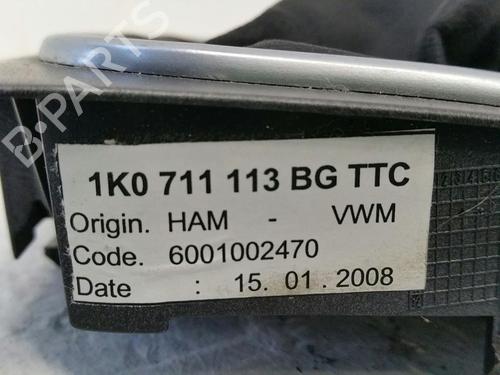 B-PARTS
1K0 711 113 BG TTC
Origin. HAM - VWM
Code. 6001002470
Date : 15. 01 .2008